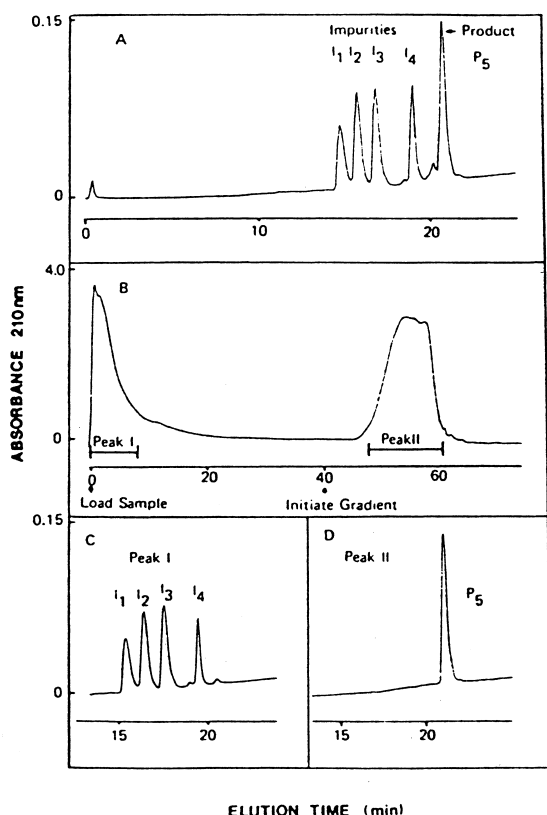 0.15
A
Impurities
I1 I2 I3 I4
← Product
P5
0
0 10 20
ABSORBANCE 210nm
4.0
B
0
Peak I
Peak II
0 20 40 60
Load Sample
Initiate Gradient
0.15
C
Peak I
I1 I2 I3 I4
0
15 20
D
Peak II
P5
15 20
ELUTION TIME (min)